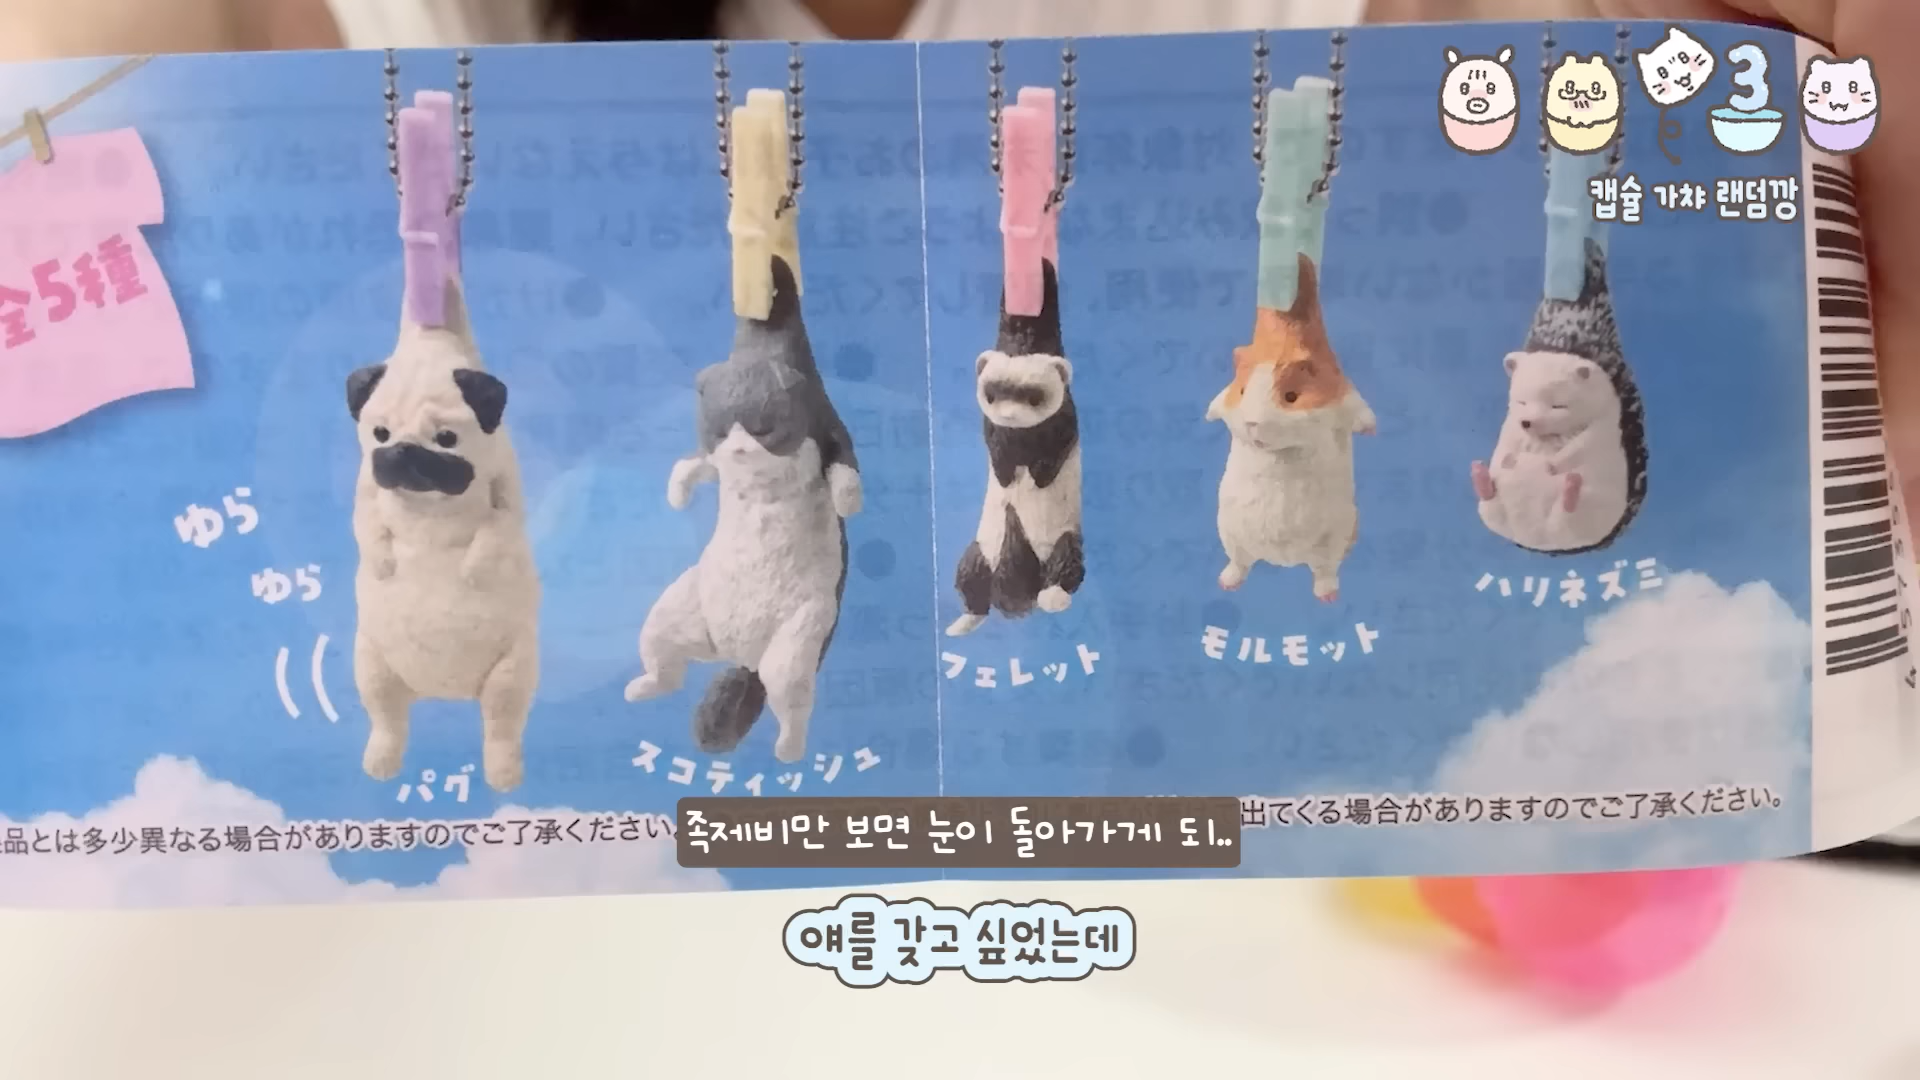 3
캡슐 가챠 랜덤깡
全5種
ゆら
ゆら
パグ
スコティッシュ
フェレット
モルモット
ハリネズミ
品とは多少異なる場合がありますのでご了承ください。
出てくる場合がありますのでご了承ください。
족제비만 보면 눈이 돌아가게 되..
얘를 갖고 싶었는데